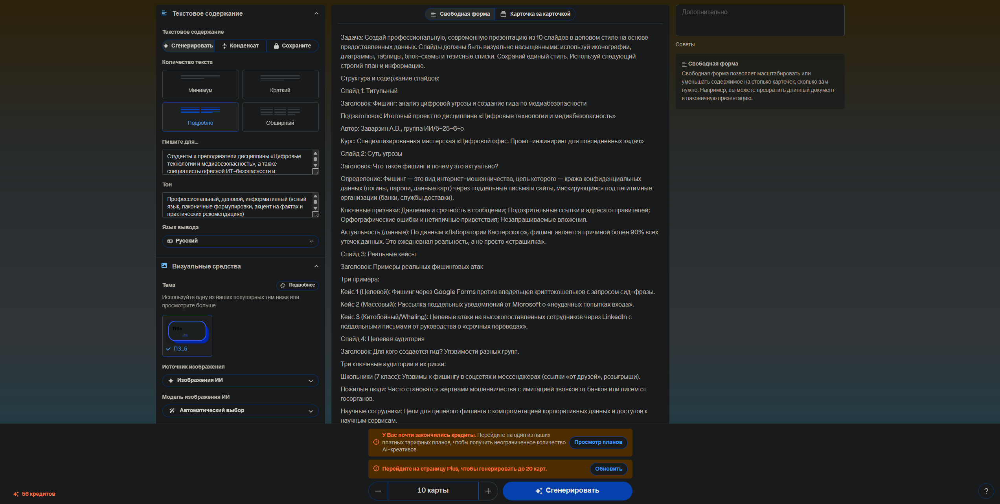 Текстовое содержание
Текстовое содержание
Сгенерировать
Конденсат
Сохраните
Количество текста
Минимум
Краткий
Подробно
Обширный
Пишите для...
Студенты и преподаватели дисциплины «Цифровые
технологии и медиабезопасность», а также
специалисты офисной ИТ-безопасности и
Тон
Профессиональный, деловой, информативный (ясный
язык, лаконичные формулировки, акцент на фактах и
практических рекомендациях)
Язык вывода
Русский
Визуальные средства
Тема
Подробнее
Используйте одну из наших популярных тем ниже или
просмотрите больше
Title
link
ПЗ_5
Источник изображения
Изображения ИИ
Модель изображения ИИ
Автоматический выбор
Свободная форма
Карточка за карточкой
Задача: Создай профессиональную, современную презентацию из 10 слайдов в деловом стиле на основе
предоставленных данных. Слайды должны быть визуально насыщенными: используй иконографии,
диаграммы, таблицы, блок-схемы и тезисные списки. Сохраняй единый стиль. Используй следующий
строгий план и информацию.
Структура и содержание слайдов:
Слайд 1: Титульный
Заголовок: Фишинг: анализ цифровой угрозы и создание гида по медиабезопасности
Подзаголовок: Итоговый проект по дисциплине «Цифровые технологии и медиабезопасность»
Автор: Заварзин А.В., группа ИИ/б-25-6-о
Курс: Специализированная мастерская «Цифровой офис. Промт-инжиниринг для повседневных задач»
Слайд 2: Суть угрозы
Заголовок: Что такое фишинг и почему это актуально?
Определение: Фишинг — это вид интернет-мошенничества, цель которого — кража конфиденциальных
данных (логины, пароли, данные карт) через поддельные письма и сайты, маскирующиеся под легитимные
организации (банки, службы доставки).
Ключевые признаки: Давление и срочность в сообщении; Подозрительные ссылки и адреса отправителей;
Орфографические ошибки и нетипичные приветствия; Незапрашиваемые вложения.
Актуальность (данные): По данным «Лаборатории Касперского», фишинг является причиной более 90% всех
утечек данных. Это ежедневная реальность, а не просто «страшилка».
Слайд 3: Реальные кейсы
Заголовок: Примеры реальных фишинговых атак
Три примера:
Кейс 1 (Целевой): Фишинг через Google Forms против владельцев криптокошельков с запросом сид-фразы.
Кейс 2 (Массовый): Рассылка поддельных уведомлений от Microsoft о «неудачных попытках входа».
Кейс 3 (Китобойный/Whaling): Целевые атаки на высокопоставленных сотрудников через LinkedIn с
поддельными письмами от руководства о «срочных переводах».
Слайд 4: Целевая аудитория
Заголовок: Для кого создается гид? Уязвимости разных групп.
Три ключевые аудитории и их риски:
Школьники (7 класс): Уязвимы к фишингу в соцсетях и мессенджерах (ссылки «от друзей», розыгрыши).
Пожилые люди: Часто становятся жертвами мошенничества с имитацией звонков от банков или писем от
госорганов.
Научные сотрудники: Цели для целевого фишинга с компрометацией корпоративных данных и доступов к
научным сервисам.
Дополнительно
Советы
Свободная форма
Свободная форма позволяет масштабировать или
уменьшать содержимое на столько карточек, сколько вам
нужно. Например, вы можете превратить длинный документ
в лаконичную презентацию.
У Вас почти закончились кредиты. Перейдите на один из наших
платных тарифных планов, чтобы получить неограниченное количество
AI-креативов.
Просмотр планов
Перейдите на страницу Plus, чтобы генерировать до 20 карт.
Обновить
56 кредитов
10 карты
Сгенерировать
?